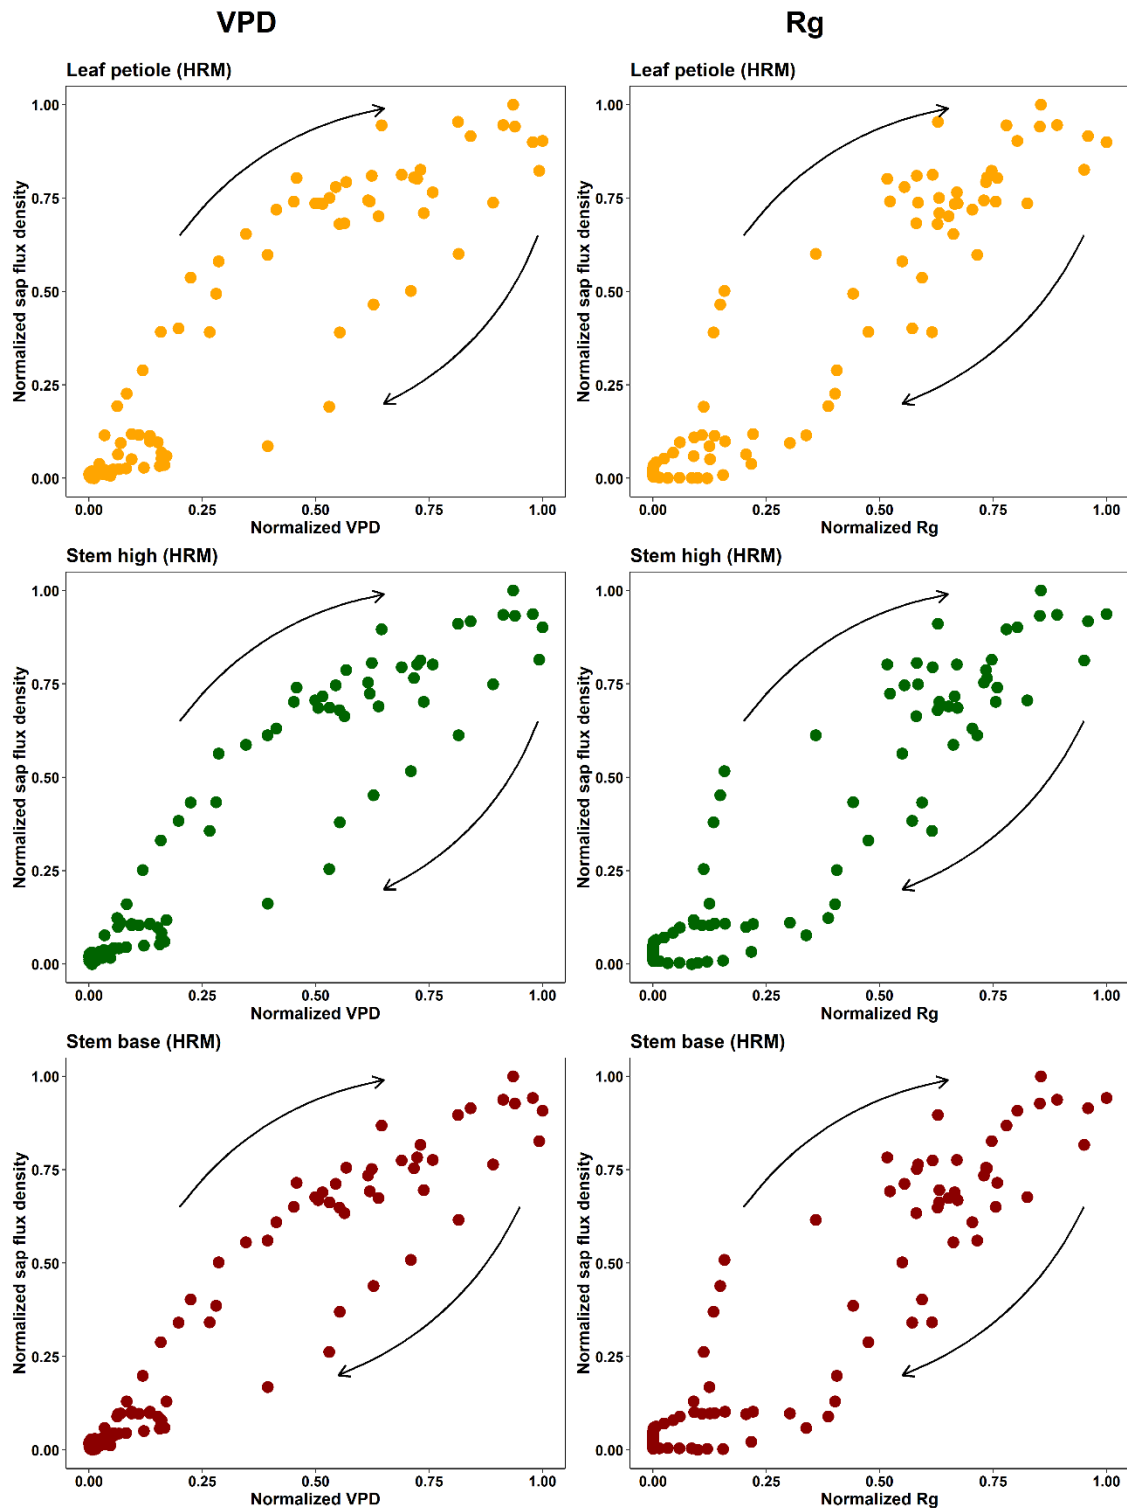 VPD
Rg
Leaf petiole (HRM)
Normalized sap flux density
1.00
0.75
0.50
0.25
0.00
0.00 0.25 0.50 0.75 1.00
Normalized VPD
Leaf petiole (HRM)
Normalized sap flux density
1.00
0.75
0.50
0.25
0.00
0.00 0.25 0.50 0.75 1.00
Normalized Rg
Stem high (HRM)
Normalized sap flux density
1.00
0.75
0.50
0.25
0.00
0.00 0.25 0.50 0.75 1.00
Normalized VPD
Stem high (HRM)
Normalized sap flux density
1.00
0.75
0.50
0.25
0.00
0.00 0.25 0.50 0.75 1.00
Normalized Rg
Stem base (HRM)
Normalized sap flux density
1.00
0.75
0.50
0.25
0.00
0.00 0.25 0.50 0.75 1.00
Normalized VPD
Stem base (HRM)
Normalized sap flux density
1.00
0.75
0.50
0.25
0.00
0.00 0.25 0.50 0.75 1.00
Normalized Rg